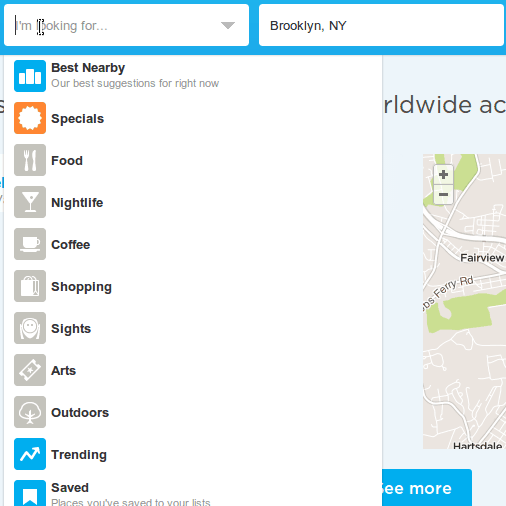 I'm looking for...
Brooklyn, NY
Best Nearby
Our best suggestions for right now
Specials
rldwide ac
Food
Nightlife
Coffee
Shopping
Sights
Arts
Outdoors
Trending
Saved
Places you've saved to your lists
+
−
Fairview
bbs Ferry Rd
Hartsdale
See more